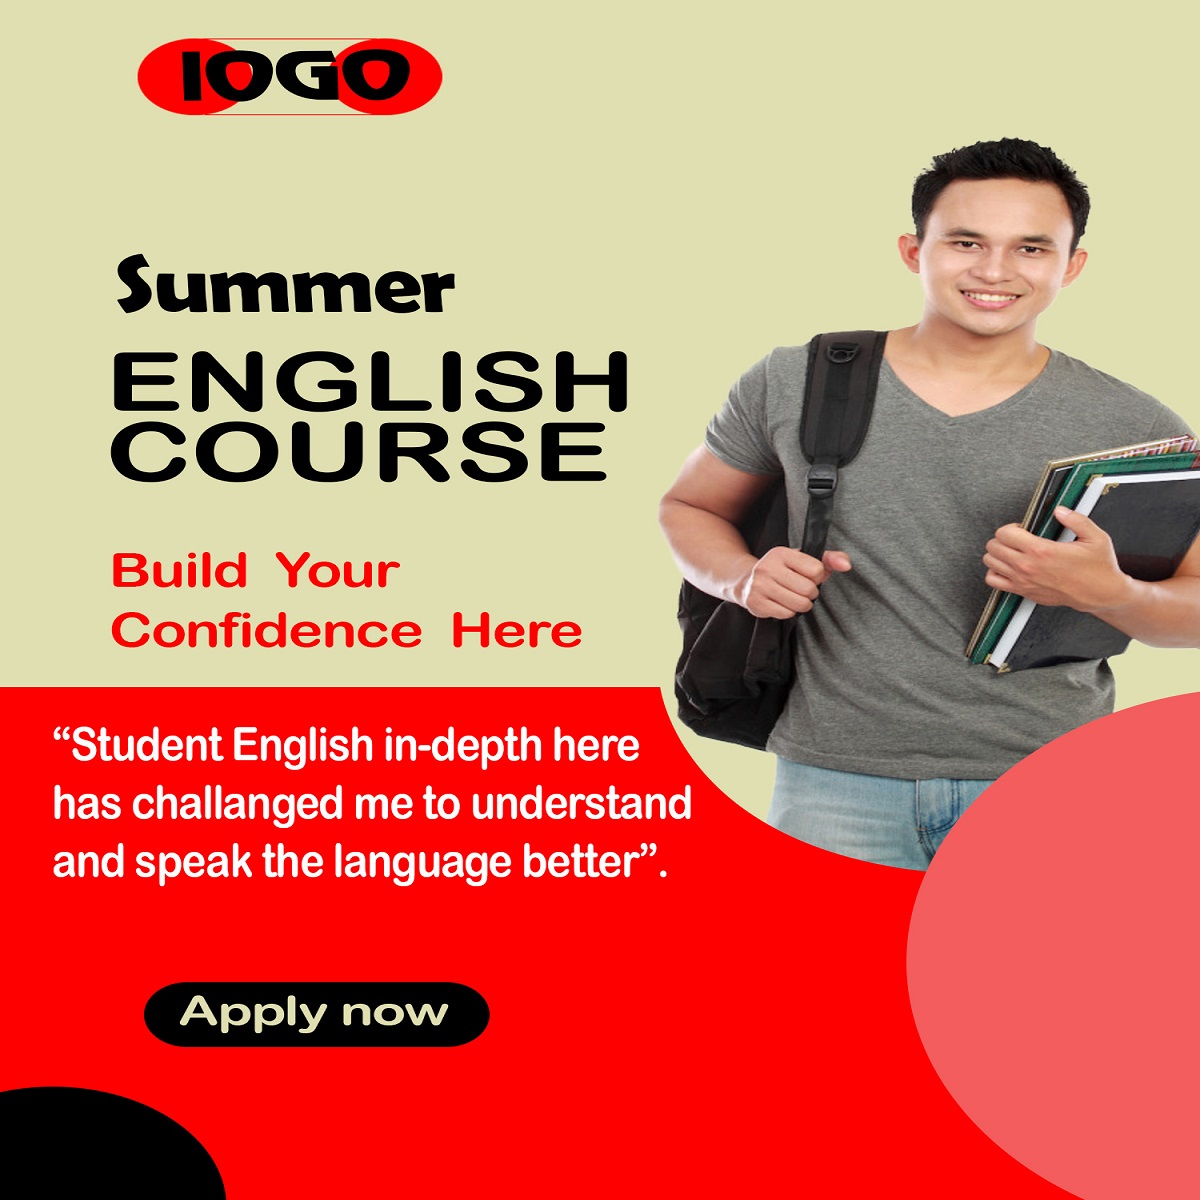 IOGO
Summer
ENGLISH
COURSE
Build Your
Confidence Here
“Student English in-depth here
has challanged me to understand
and speak the language better”.
Apply now